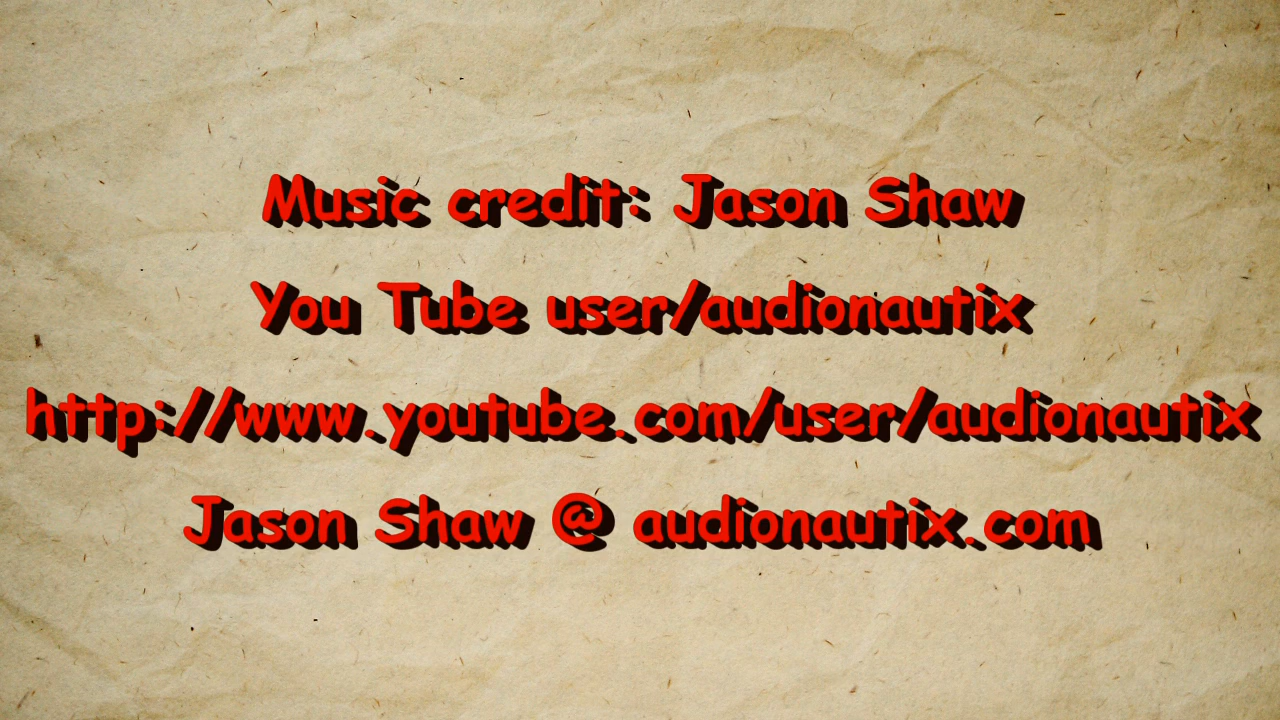 Music credit: Jason Shaw
You Tube user/audionautix
http://www.youtube.com/user/audionautix
Jason Shaw @ audionautix.com